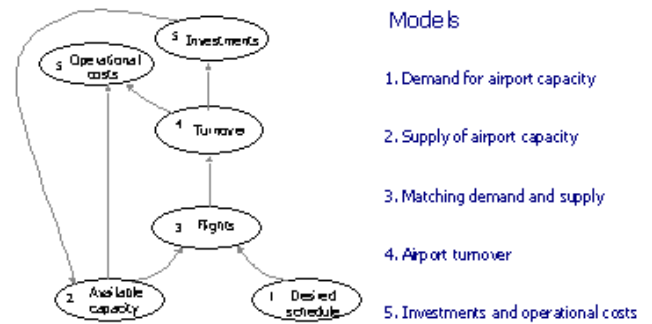 Models
5 Investments
5 Operational
costs
4 Turnover
3 Flights
2 Available
capacity
1 Desired
schedule
1. Demand for airport capacity
2. Supply of airport capacity
3. Matching demand and supply
4. Airport turnover
5. Investments and operational costs